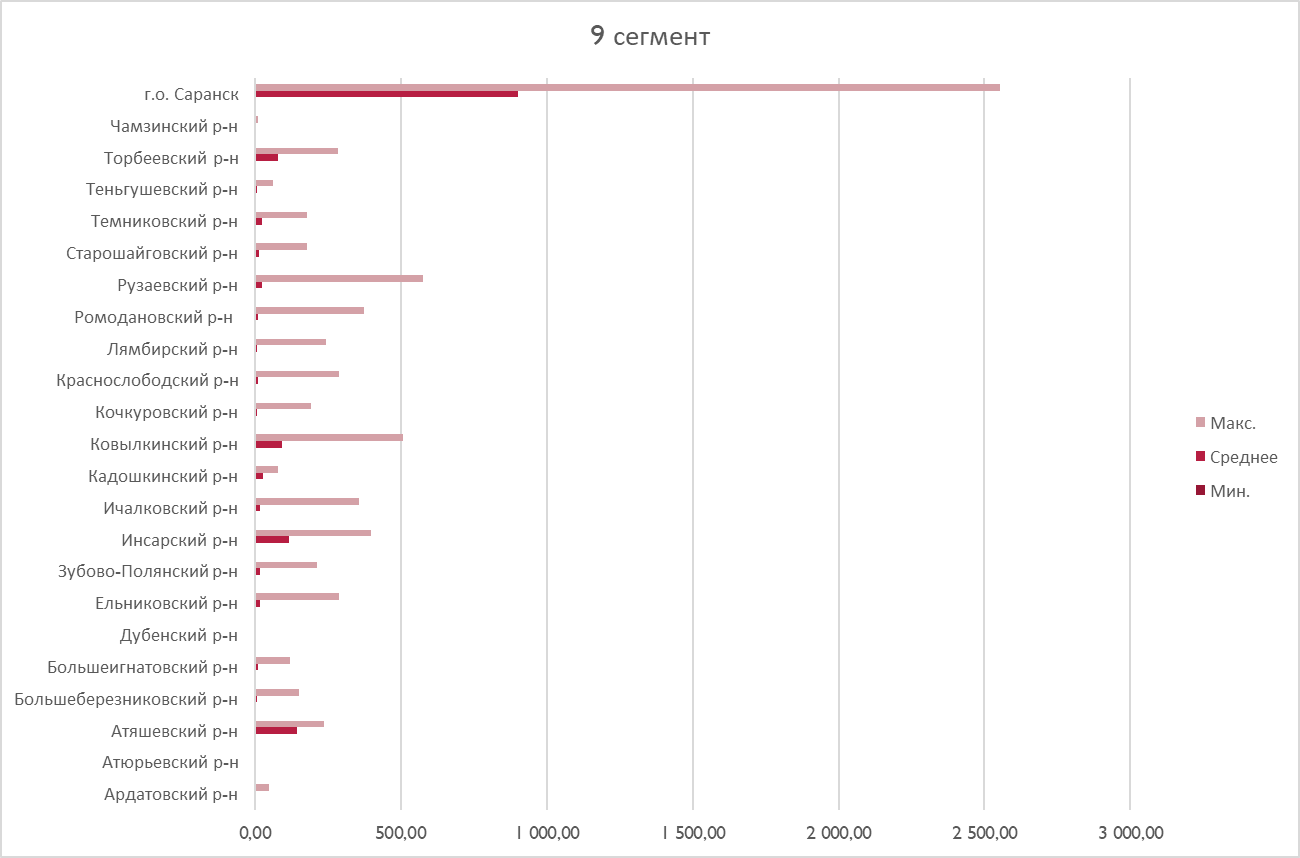 9 сегмент
г.о. Саранск
Чамзинский р-н
Торбеевский р-н
Теньгушевский р-н
Темниковский р-н
Старошайговский р-н
Рузаевский р-н
Ромодановский р-н
Лямбирский р-н
Краснослободский р-н
Кочкуровский р-н
Ковылкинский р-н
Кадошкинский р-н
Ичалковский р-н
Инсарский р-н
Зубово-Полянский р-н
Ельниковский р-н
Дубенский р-н
Большеигнатовский р-н
Большеберезниковский р-н
Атяшевский р-н
Атюрьевский р-н
Ардатовский р-н
0,00 500,00 1 000,00 1 500,00 2 000,00 2 500,00 3 000,00
Макс.
Среднее
Мин.